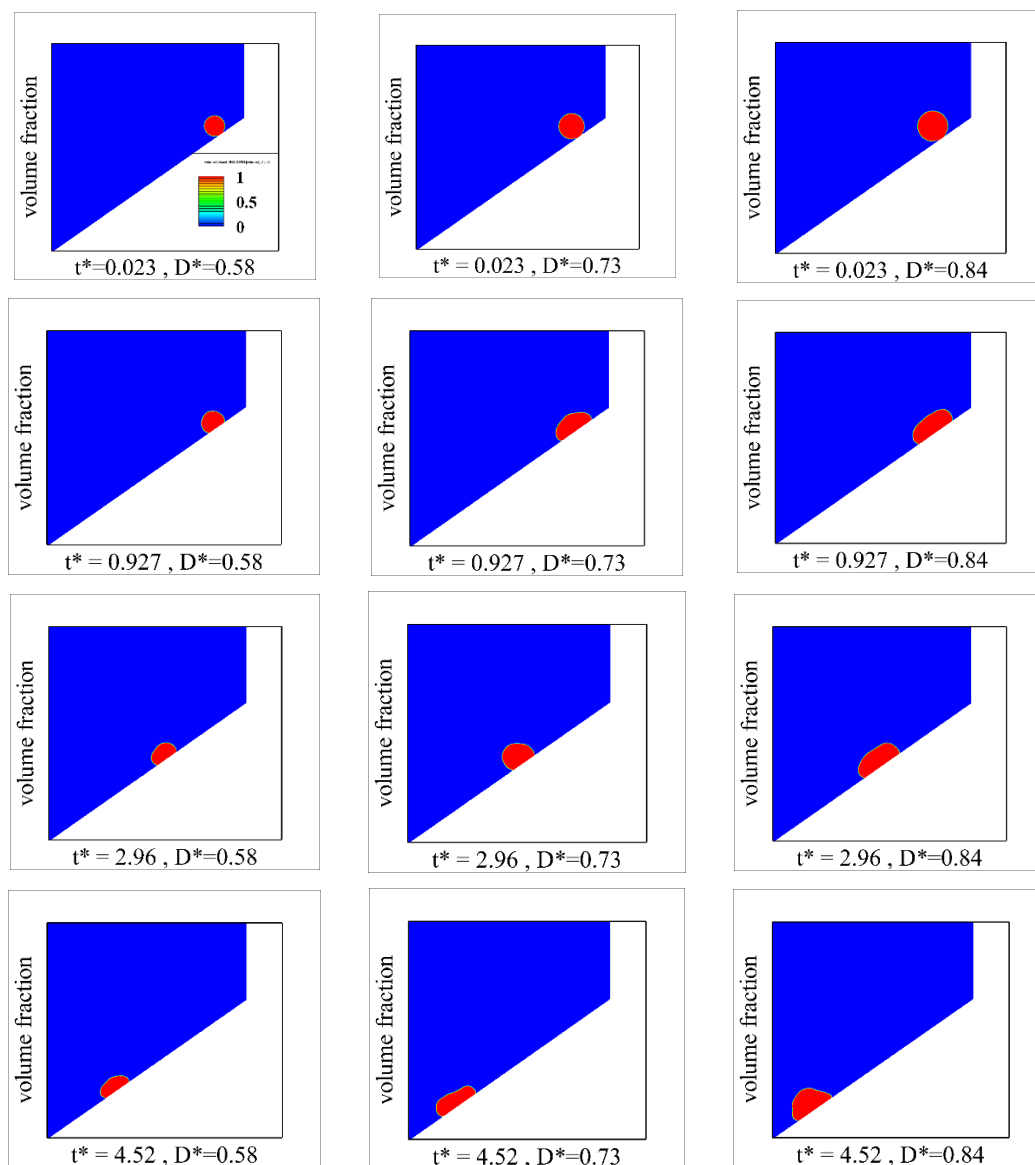 volume fraction
1
0.5
0
t*=0.023 , D*=0.58
volume fraction
t* = 0.023 , D*=0.73
volume fraction
t* = 0.023 , D*=0.84
volume fraction
t* = 0.927 , D*=0.58
volume fraction
t* = 0.927 , D*=0.73
volume fraction
t* = 0.927 , D*=0.84
volume fraction
t* = 2.96 , D*=0.58
volume fraction
t* = 2.96 , D*=0.73
volume fraction
t* = 2.96 , D*=0.84
volume fraction
t* = 4.52 , D*=0.58
volume fraction
t* = 4.52 , D*=0.73
volume fraction
t* = 4.52 , D*=0.84